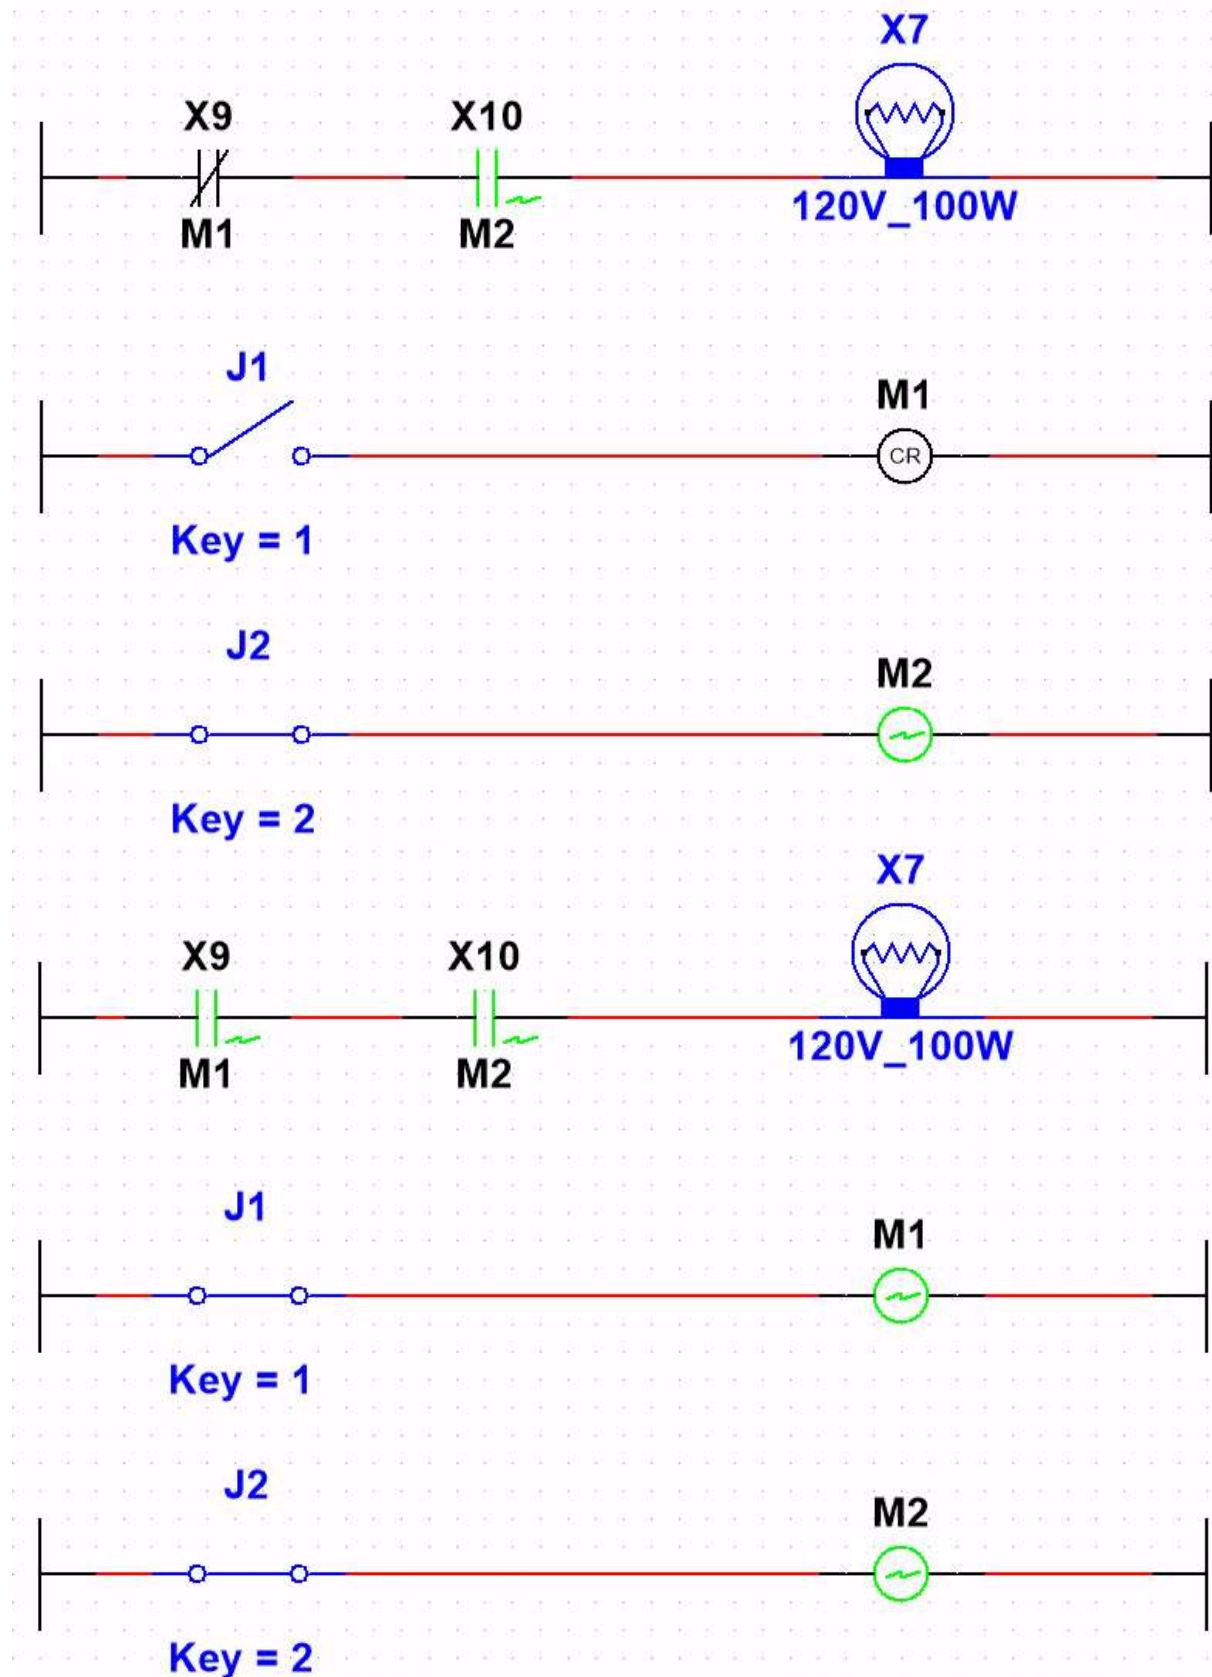 X7
X9 X10
120V_100W
M1 M2
J1
M1
CR
Key = 1
J2
M2
Key = 2
X7
X9 X10
120V_100W
M1 M2
J1
M1
Key = 1
J2
M2
Key = 2